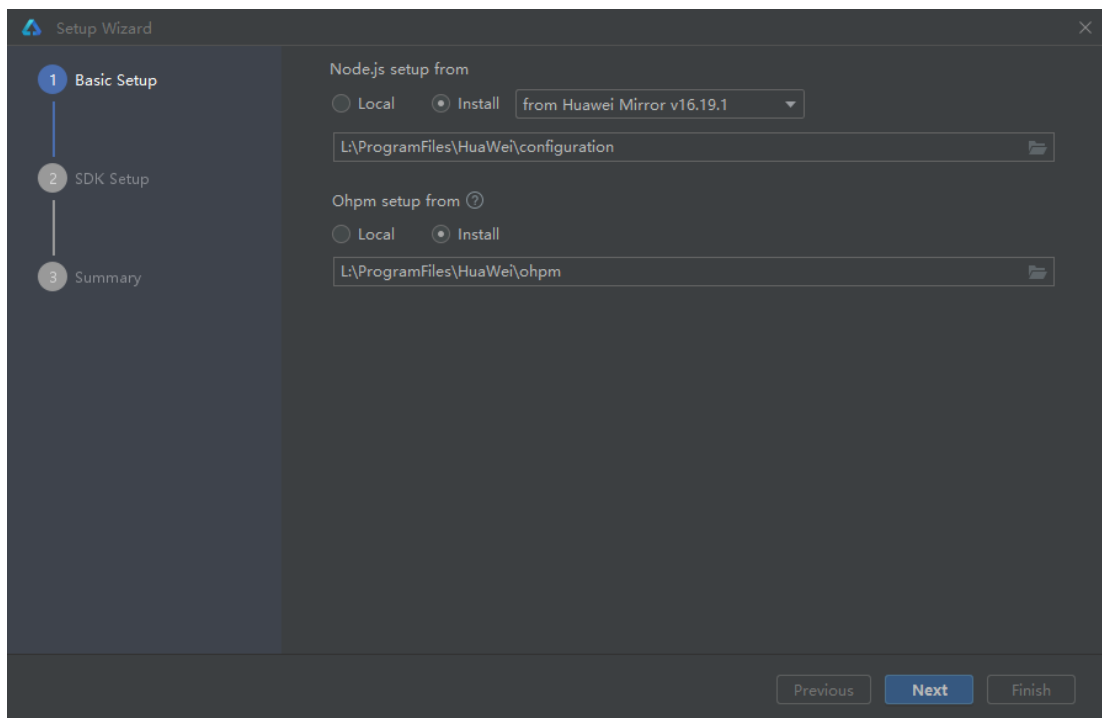 Setup Wizard
1 Basic Setup
2 SDK Setup
3 Summary
Node.js setup from
Local Install from Huawei Mirror v16.19.1
L:\ProgramFiles\HuaWei\configuration
Ohpm setup from ?
Local Install
L:\ProgramFiles\HuaWei\ohpm
Previous Next Finish